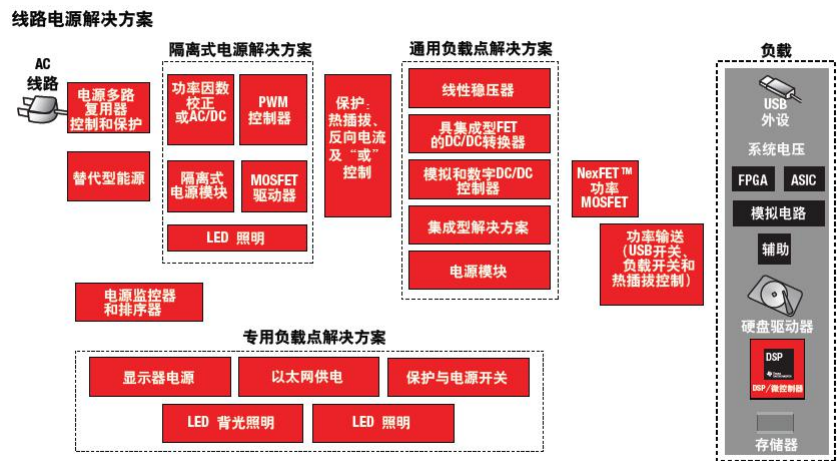 线路电源解决方案
AC
线路
电源多路
复用器
控制和保护
替代型能源
隔离式电源解决方案
功率因数
校正
或AC/DC
PWM
控制器
隔离式
电源模块
MOSFET
驱动器
LED 照明
保护：
热插拔、
反向电流
及“或”
控制
通用负载点解决方案
线性稳压器
具集成型FET
的DC/DC转换器
模拟和数字DC/DC
控制器
集成型解决方案
电源模块
NexFET™
功率
MOSFET
功率输送
（USB开关、
负载开关和
热插拔控制）
电源监控器
和排序器
专用负载点解决方案
显示器电源
以太网供电
保护与电源开关
LED 背光照明
LED 照明
负载
USB
外设
系统电压
FPGA
ASIC
模拟电路
辅助
硬盘驱动器
DSP
DSP/微控制器
存储器